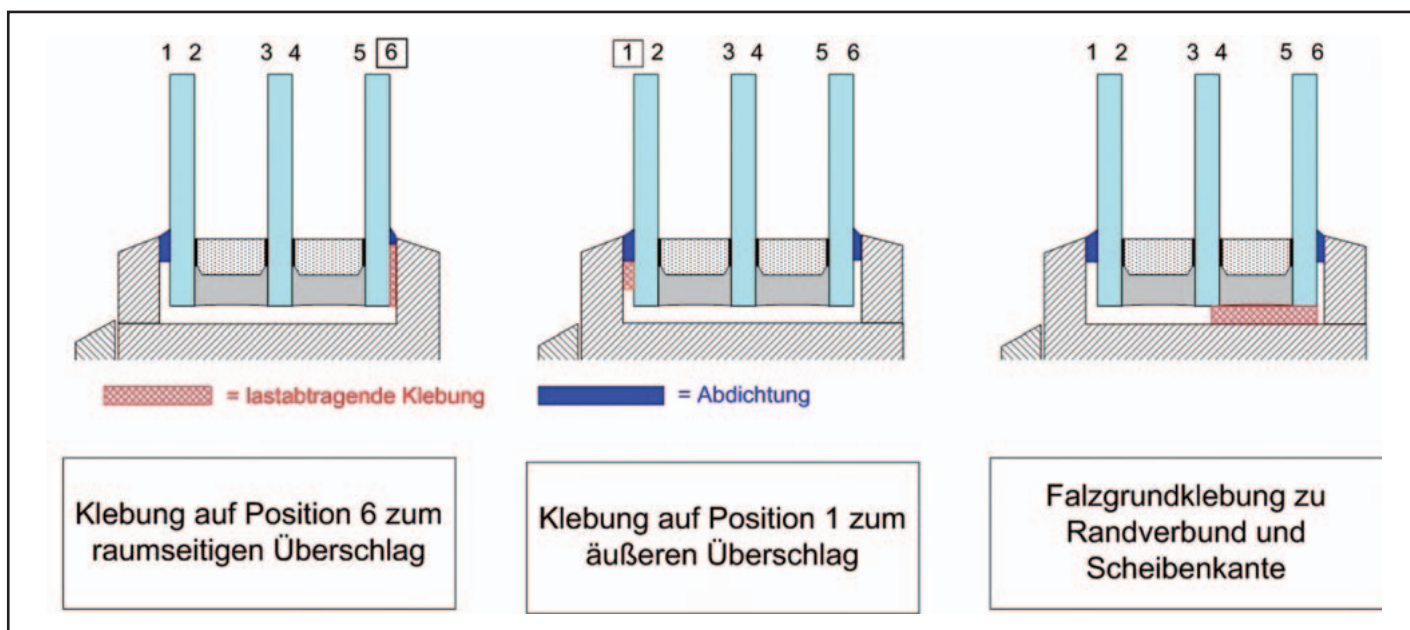 1 2 3 4 5 6
1 2 3 4 5 6
1 2 3 4 5 6
= lastabtragende Klebung
= Abdichtung
Klebung auf Position 6 zum
raumseitigen Überschlag
Klebung auf Position 1 zum
äußeren Überschlag
Falzgrundklebung zu
Randverbund und
Scheibenkante